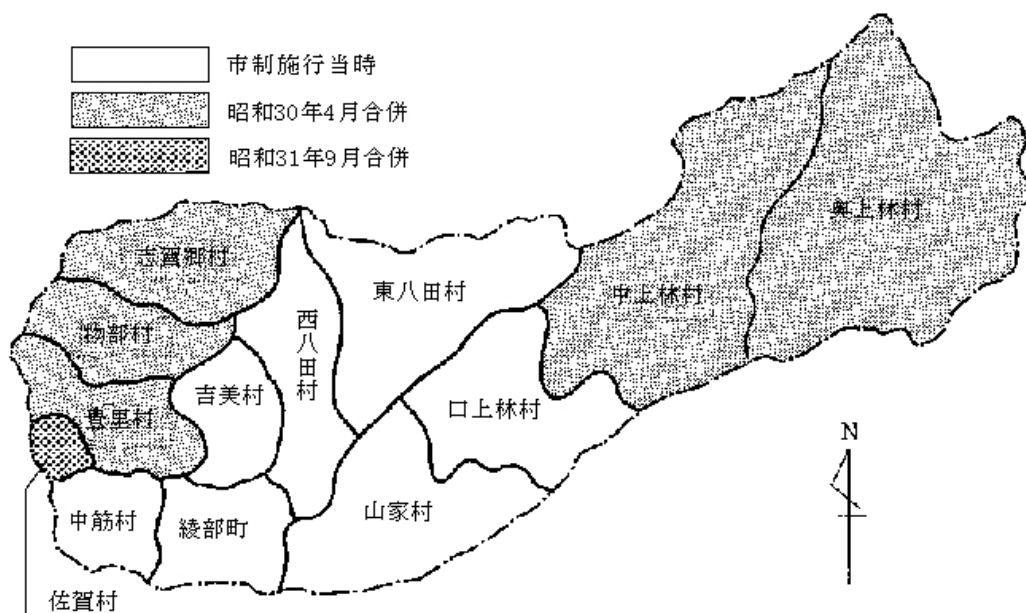 市制施行当時
昭和30年4月合併
昭和31年9月合併
奥上林村
志賀郷村
東八田村
中上林村
物部村
西八田村
吉美村
口上林村
豊里村
N
中筋村
綾部町
山家村
佐賀村